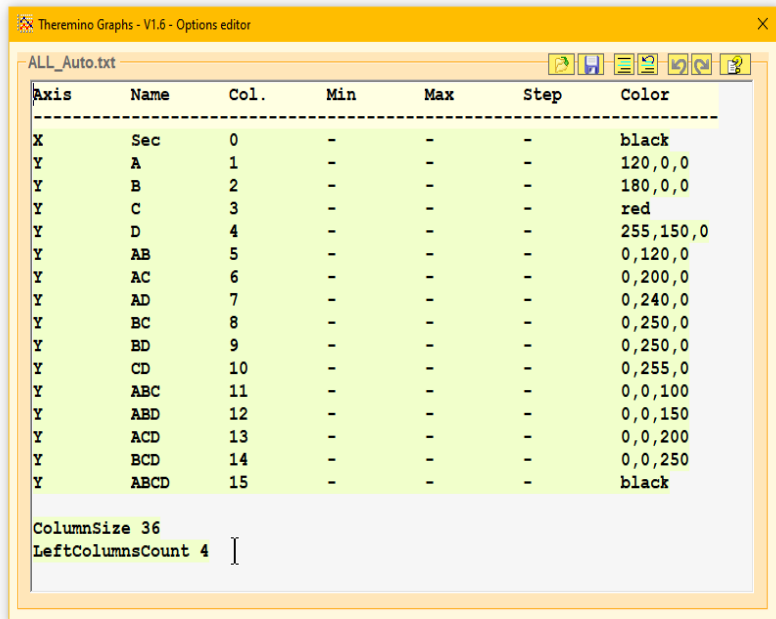 Theremino Graphs - V1.6 - Options editor
ALL_Auto.txt
Axis Name Col. Min Max Step Color
----------------------------------------------------------------------
X Sec 0 - - - black
Y A 1 - - - 120,0,0
Y B 2 - - - 180,0,0
Y C 3 - - - red
Y D 4 - - - 255,150,0
Y AB 5 - - - 0,120,0
Y AC 6 - - - 0,200,0
Y AD 7 - - - 0,240,0
Y BC 8 - - - 0,250,0
Y BD 9 - - - 0,250,0
Y CD 10 - - - 0,255,0
Y ABC 11 - - - 0,0,100
Y ABD 12 - - - 0,0,150
Y ACD 13 - - - 0,0,200
Y BCD 14 - - - 0,0,250
Y ABCD 15 - - - black
ColumnSize 36
LeftColumnsCount 4